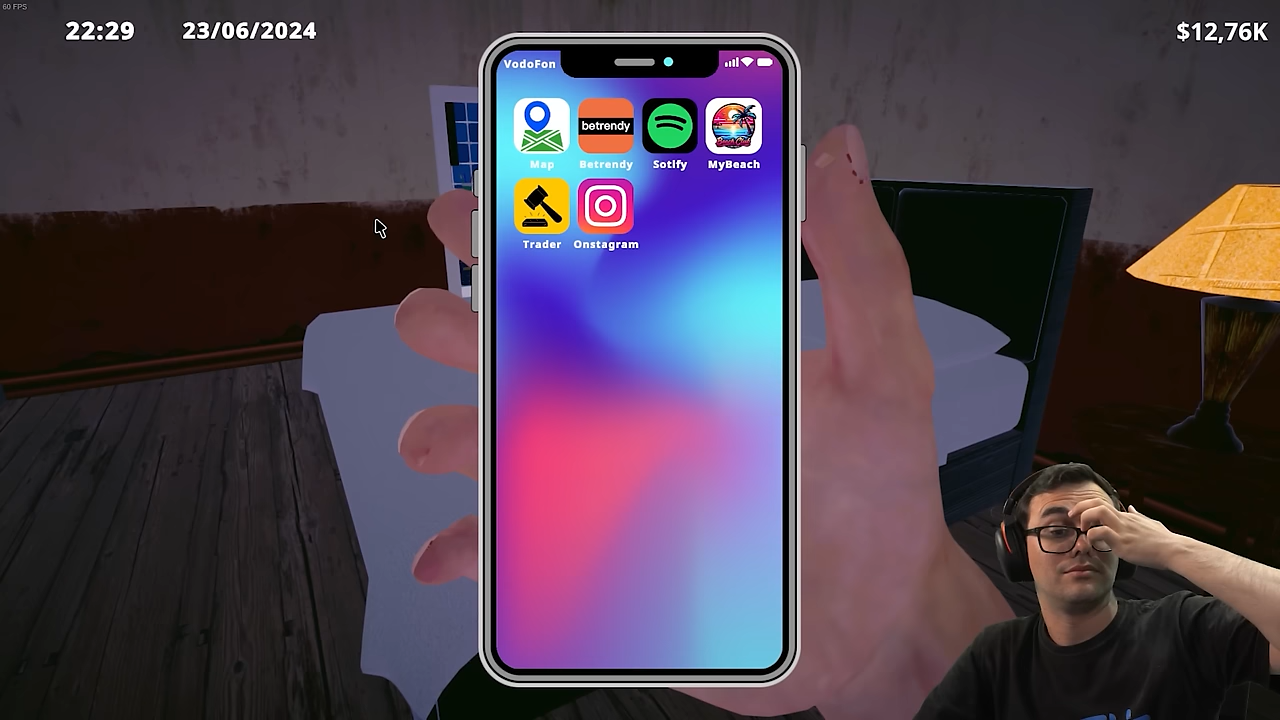 60 FPS
22:29 23/06/2024 $12,76K
VodoFon
betrendy
Map Betrendy Sotify MyBeach
Trader Onstagram